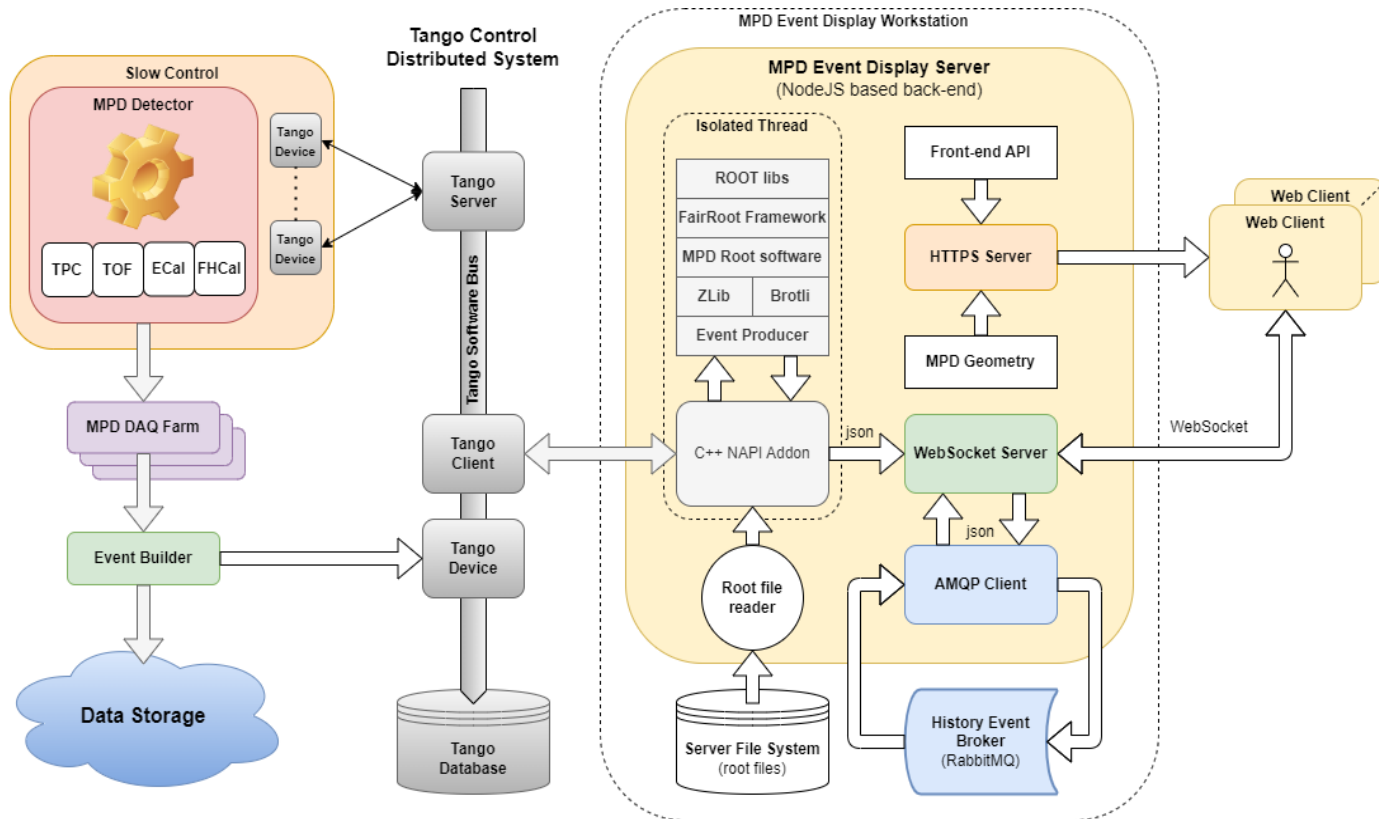 MPD Event Display Workstation
Tango Control
Distributed System
Slow Control
MPD Detector
TPC
TOF
ECal
FHCal
Tango
Device
Tango
Device
Tango
Server
Tango Software Bus
MPD DAQ Farm
Event Builder
Data Storage
Tango
Client
Tango
Device
Tango
Database
MPD Event Display Server
(NodeJS based back-end)
Isolated Thread
ROOT libs
FairRoot Framework
MPD Root software
ZLib
Brotli
Event Producer
C++ NAPI Addon
json
Root file
reader
Server File System
(root files)
Front-end API
HTTPS Server
MPD Geometry
WebSocket Server
json
AMQP Client
History Event
Broker
(RabbitMQ)
Web Client
Web Client
WebSocket